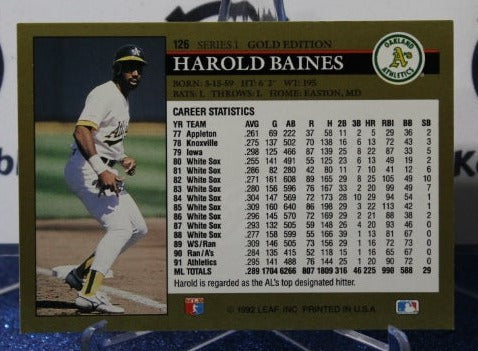 126 SERIES 1 GOLD EDITION
HAROLD BAINES
OAKLAND ATHLETICS
A's
BORN: 3-15-59 HT: 6' 2" WT: 195
BATS: L THROWS: L HOME: EASTON, MD
CAREER STATISTICS
YR TEAM AVG G AB R H 2B 3B HR RBI BB SB
77 Appleton .261 69 222 37 58 11 2 5 29 36 2
78 Knoxville .275 137 502 70 138 16 6 13 72 43 3
79 Iowa .298 125 466 87 139 25 8 22 87 33 5
80 White Sox .255 141 491 55 125 23 6 13 49 19 2
81 White Sox .286 82 280 42 80 11 7 10 41 12 6
82 White Sox .271 161 608 89 165 29 8 25 105 49 10
83 White Sox .280 156 596 76 167 33 2 20 99 49 7
84 White Sox .304 147 569 72 173 28 10 29 94 54 1
85 White Sox .309 160 640 86 198 29 3 22 113 42 1
86 White Sox .296 145 570 72 169 29 2 21 88 38 2
87 White Sox .293 132 505 59 148 26 4 20 93 46 0
88 White Sox .277 158 599 55 166 39 1 13 81 67 0
89 WS/Ran .309 146 505 73 156 29 1 16 72 73 0
90 Ran/A's .284 135 415 52 118 15 1 16 65 67 0
91 Athletics .295 141 488 76 144 25 1 20 90 72 0
ML TOTALS .289 1704 6266 807 1809 316 46 225 990 588 29
Harold is regarded as the AL's top designated hitter.
© 1992 LEAF, INC. PRINTED IN U.S.A.